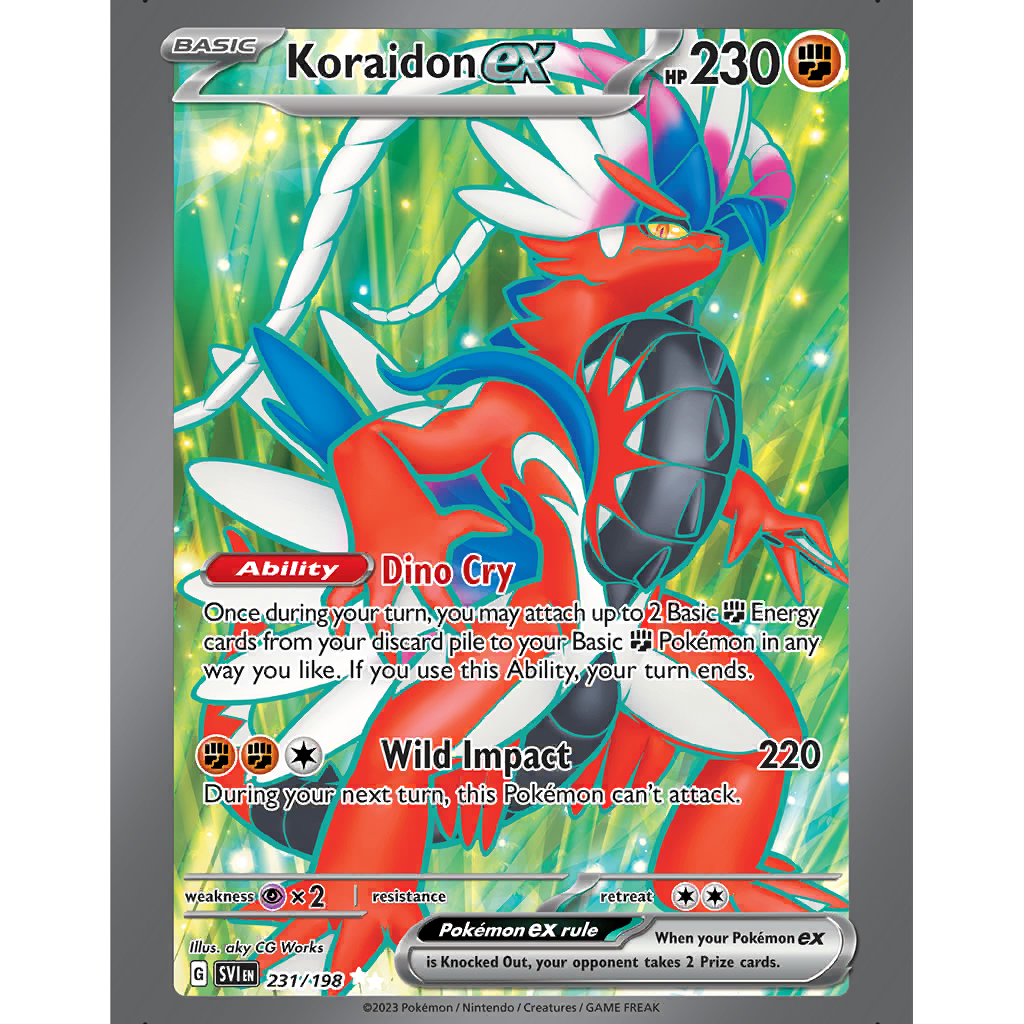 BASIC
Koraidon ex HP 230
Ability Dino Cry
Once during your turn, you may attach up to 2 Basic Energy
cards from your discard pile to your Basic Pokémon in any
way you like. If you use this Ability, your turn ends.
Wild Impact 220
During your next turn, this Pokémon can't attack.
weakness ×2 resistance retreat
Pokémon ex rule
When your Pokémon ex
is Knocked Out, your opponent takes 2 Prize cards.
Illus. aky CG Works
G SVI EN 231/198
©2023 Pokémon / Nintendo / Creatures / GAME FREAK